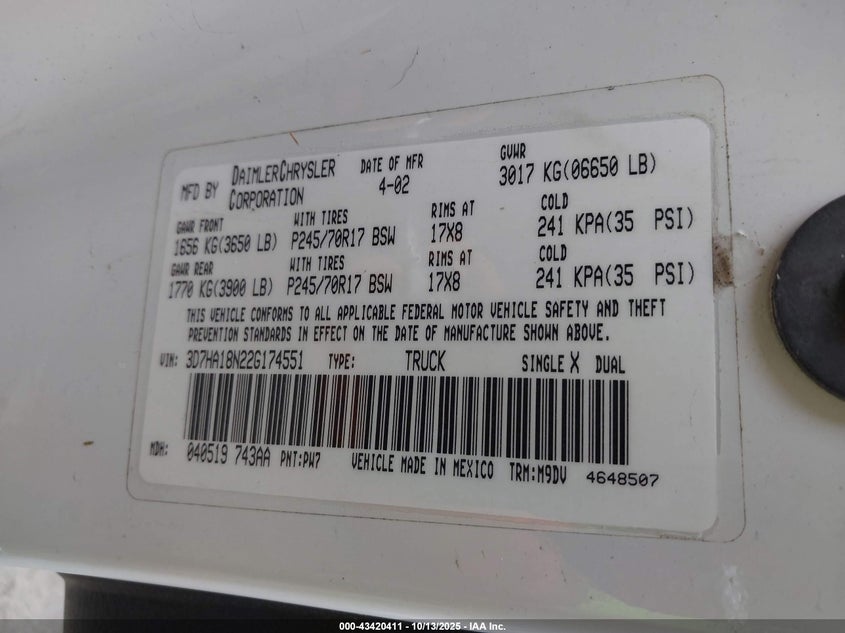 MFD BY DAIMLERCHRYSLER CORPORATION DATE OF MFR 4-02 GVWR 3017 KG(06650 LB)
GAWR FRONT WITH TIRES RIMS AT COLD
1656 KG(3650 LB) P245/70R17 BSW 17X8 241 KPA(35 PSI)
GAWR REAR WITH TIRES RIMS AT COLD
1770 KG(3900 LB) P245/70R17 BSW 17X8 241 KPA(35 PSI)
THIS VEHICLE CONFORMS TO ALL APPLICABLE FEDERAL MOTOR VEHICLE SAFETY AND THEFT
PREVENTION STANDARDS IN EFFECT ON THE DATE OF MANUFACTURE SHOWN ABOVE.
VIN: 3D7HA18N22G174551 TYPE: TRUCK SINGLE X DUAL
MDH: 040519 743AA PNT:PW7 VEHICLE MADE IN MEXICO TRM:M9DV 4648507
000-43420411 - 10/13/2025 - IAA Inc.